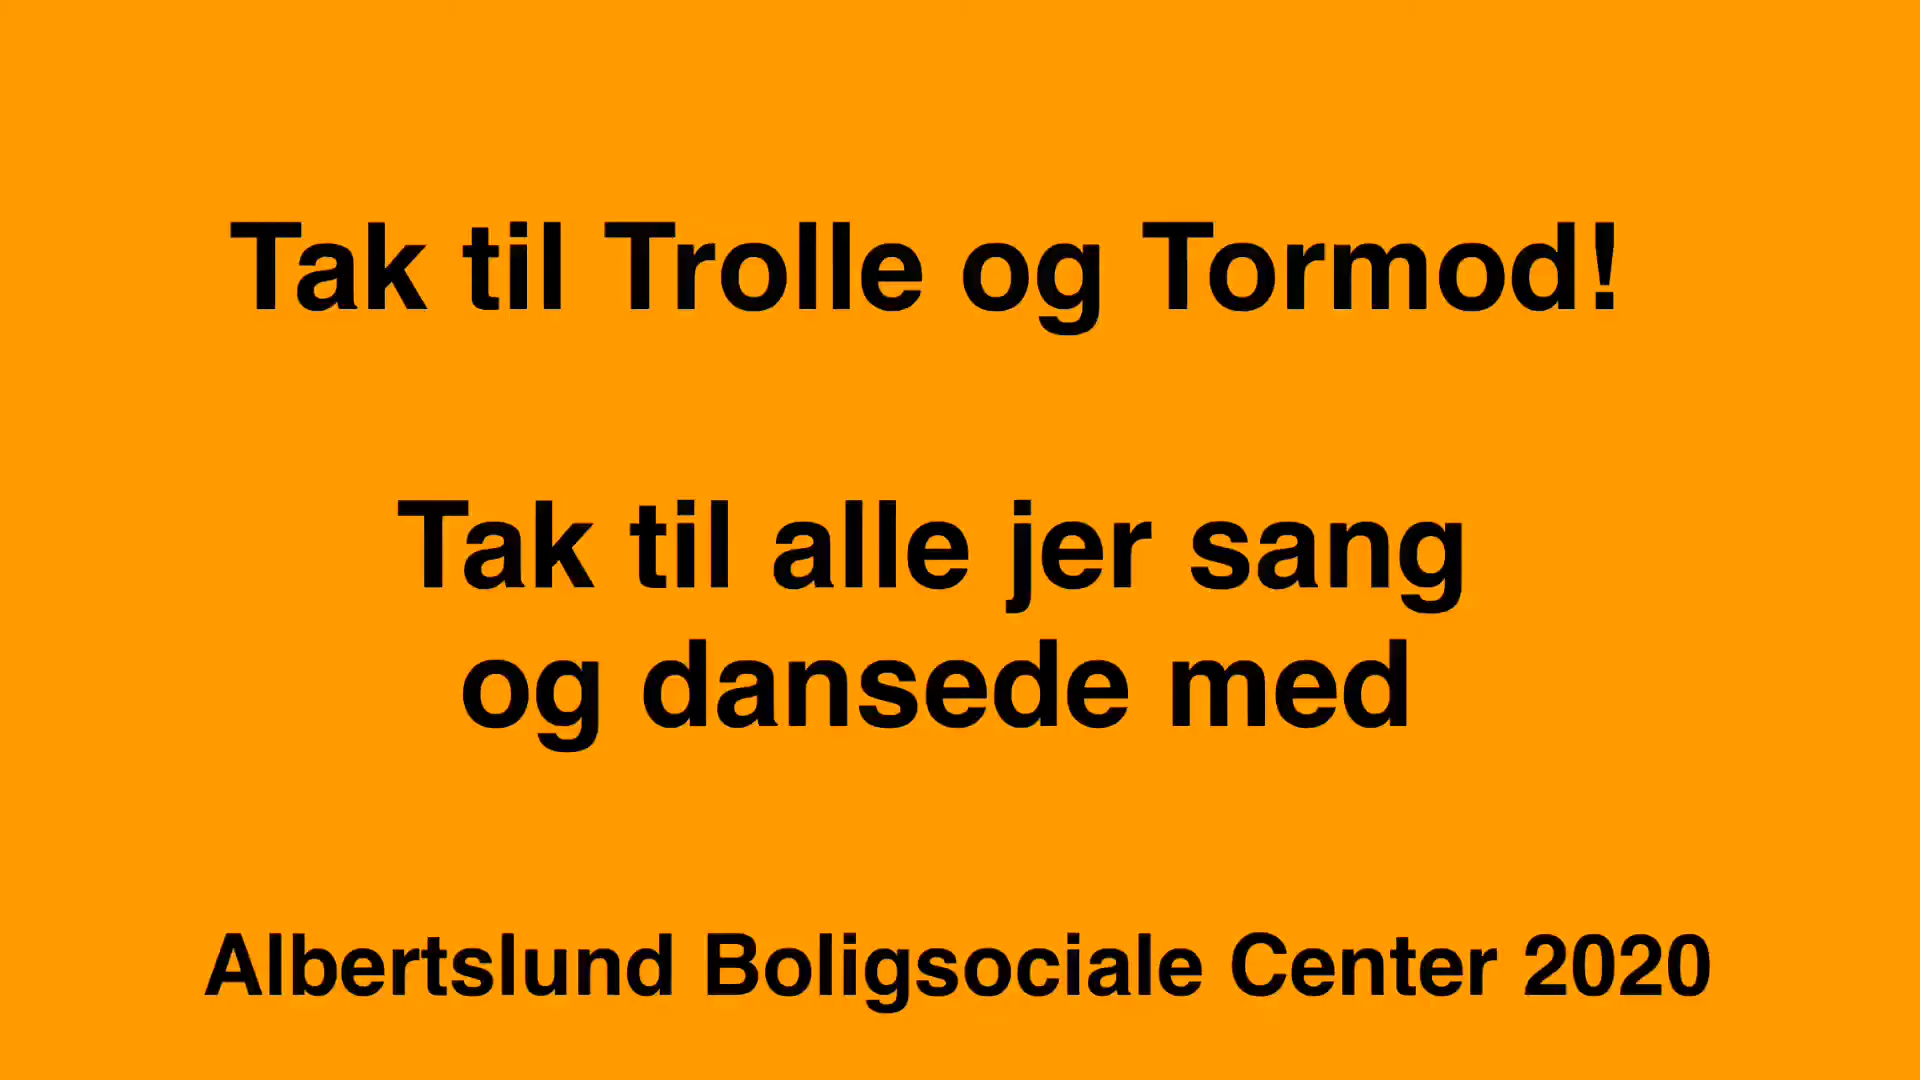 Tak til Trolle og Tormod!
Tak til alle jer sang
og dansede med
Albertslund Boligsociale Center 2020